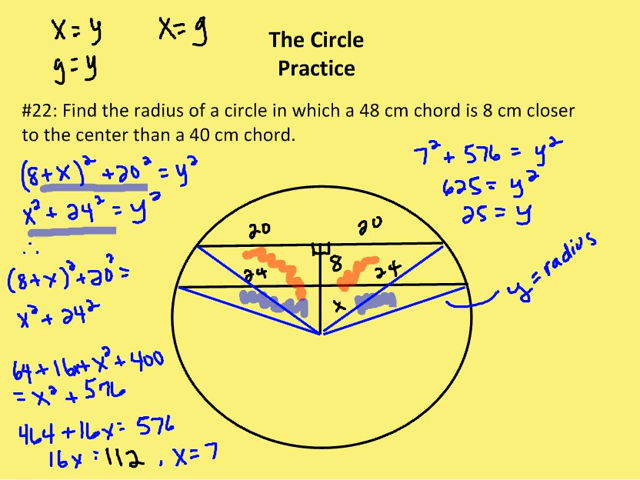 x = y
x = g
g = y
The Circle
Practice
#22: Find the radius of a circle in which a 48 cm chord is 8 cm closer
to the center than a 40 cm chord.
(8+x)² + 20² = y²
x² + 24² = y²
∴
(8+x)² + 20² =
x² + 24²
64 + 16x + x² + 400
= x² + 576
464 + 16x = 576
16x = 112 , x = 7
7² + 576 = y²
625 = y²
25 = y
20
20
24
8
24
x
y = radius